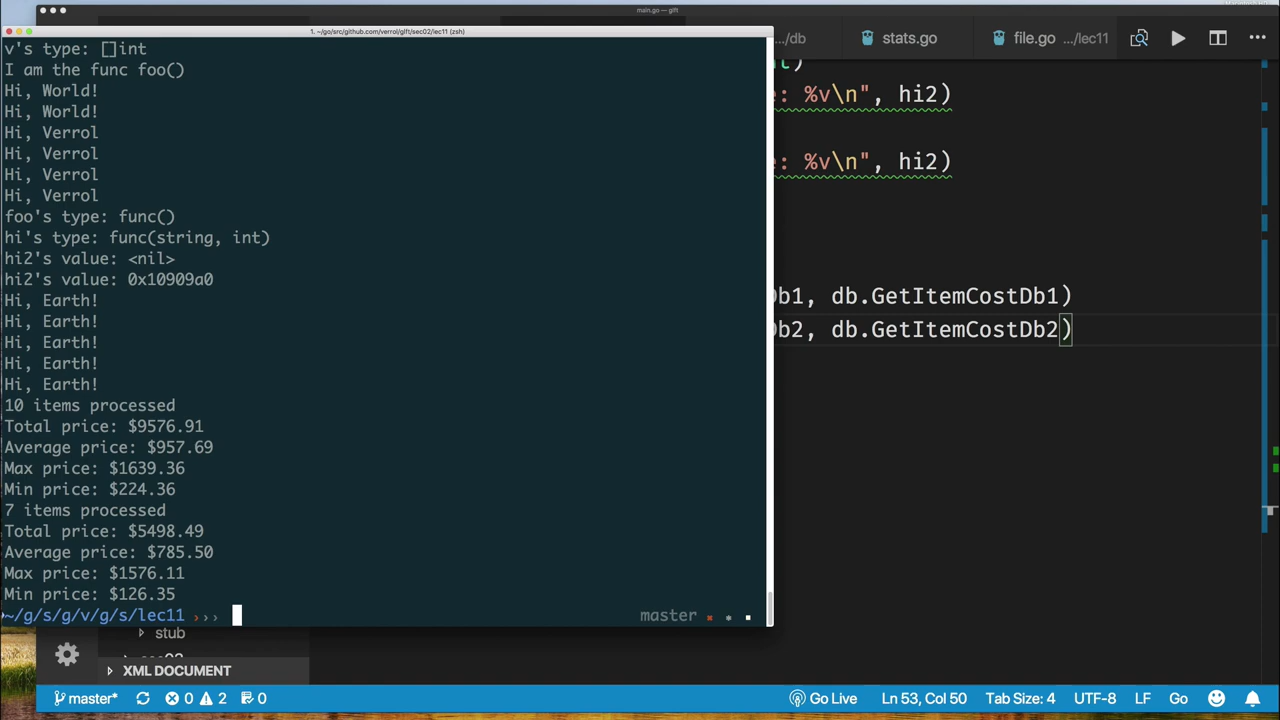 main.go — gift
1. ~/go/src/github.com/verrol/gift/sec02/lec11 (zsh)
.../db
stats.go
file.go .../lec11
v's type: []int
I am the func foo()
Hi, World!
Hi, World!
Hi, Verrol
Hi, Verrol
Hi, Verrol
Hi, Verrol
foo's type: func()
hi's type: func(string, int)
hi2's value: <nil>
hi2's value: 0x10909a0
Hi, Earth!
Hi, Earth!
Hi, Earth!
Hi, Earth!
Hi, Earth!
10 items processed
Total price: $9576.91
Average price: $957.69
Max price: $1639.36
Min price: $224.36
7 items processed
Total price: $5498.49
Average price: $785.50
Max price: $1576.11
Min price: $126.35
~/g/s/g/v/g/s/lec11 ››› master
: %v\n", hi2)
: %v\n", hi2)
Db1, db.GetItemCostDb1)
Db2, db.GetItemCostDb2)
stub
XML DOCUMENT
master* 0 2 0 Go Live Ln 53, Col 50 Tab Size: 4 UTF-8 LF Go